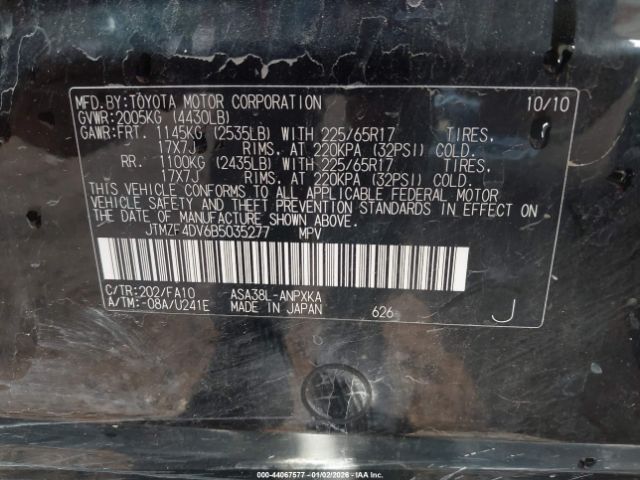 MFD.BY:TOYOTA MOTOR CORPORATION 10/10
GVWR:2005KG (4430LB)
GAWR:FRT. 1145KG (2535LB) WITH 225/65R17 TIRES,
17X7J RIMS, AT 220KPA (32PSI) COLD.
RR. 1100KG (2435LB) WITH 225/65R17 TIRES,
17X7J RIMS, AT 220KPA (32PSI) COLD.
THIS VEHICLE CONFORMS TO ALL APPLICABLE FEDERAL MOTOR
VEHICLE SAFETY AND THEFT PREVENTION STANDARDS IN EFFECT ON
THE DATE OF MANUFACTURE SHOWN ABOVE.
JTMZF4DV6B5035277 MPV
C/TR:202/FA10 ASA38L-ANPXKA
A/TM:-08A/U241E MADE IN JAPAN 626 J
000-44067577 - 01/02/2026 - IAA Inc.